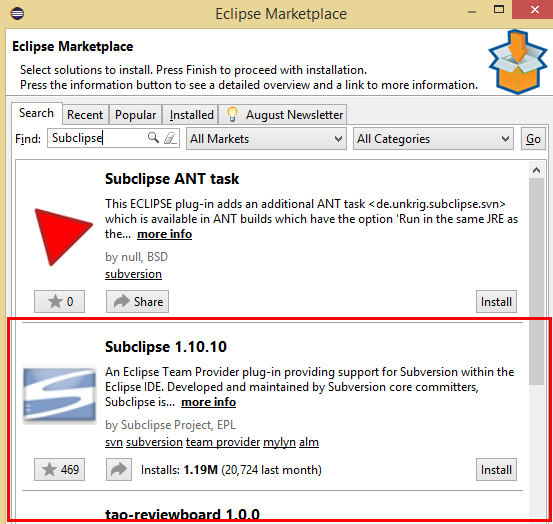 Eclipse Marketplace
Eclipse Marketplace
Select solutions to install. Press Finish to proceed with installation.
Press the information button to see a detailed overview and a link to more information.
Search Recent Popular Installed August Newsletter
Find: Subclipse All Markets All Categories Go
Subclipse ANT task
This ECLIPSE plug-in adds an additional ANT task <de.unkrig.subclipse.svn>
which is available in ANT builds which have the option 'Run in the same JRE as
the... more info
by null, BSD
subversion
0 Share Install
Subclipse 1.10.10
An Eclipse Team Provider plug-in providing support for Subversion within the
Eclipse IDE. Developed and maintained by Subversion core committers,
Subclipse is... more info
by Subclipse Project, EPL
svn subversion team provider mylyn alm
469 Installs: 1.19M (20,724 last month) Install
tao-reviewboard 1.0.0